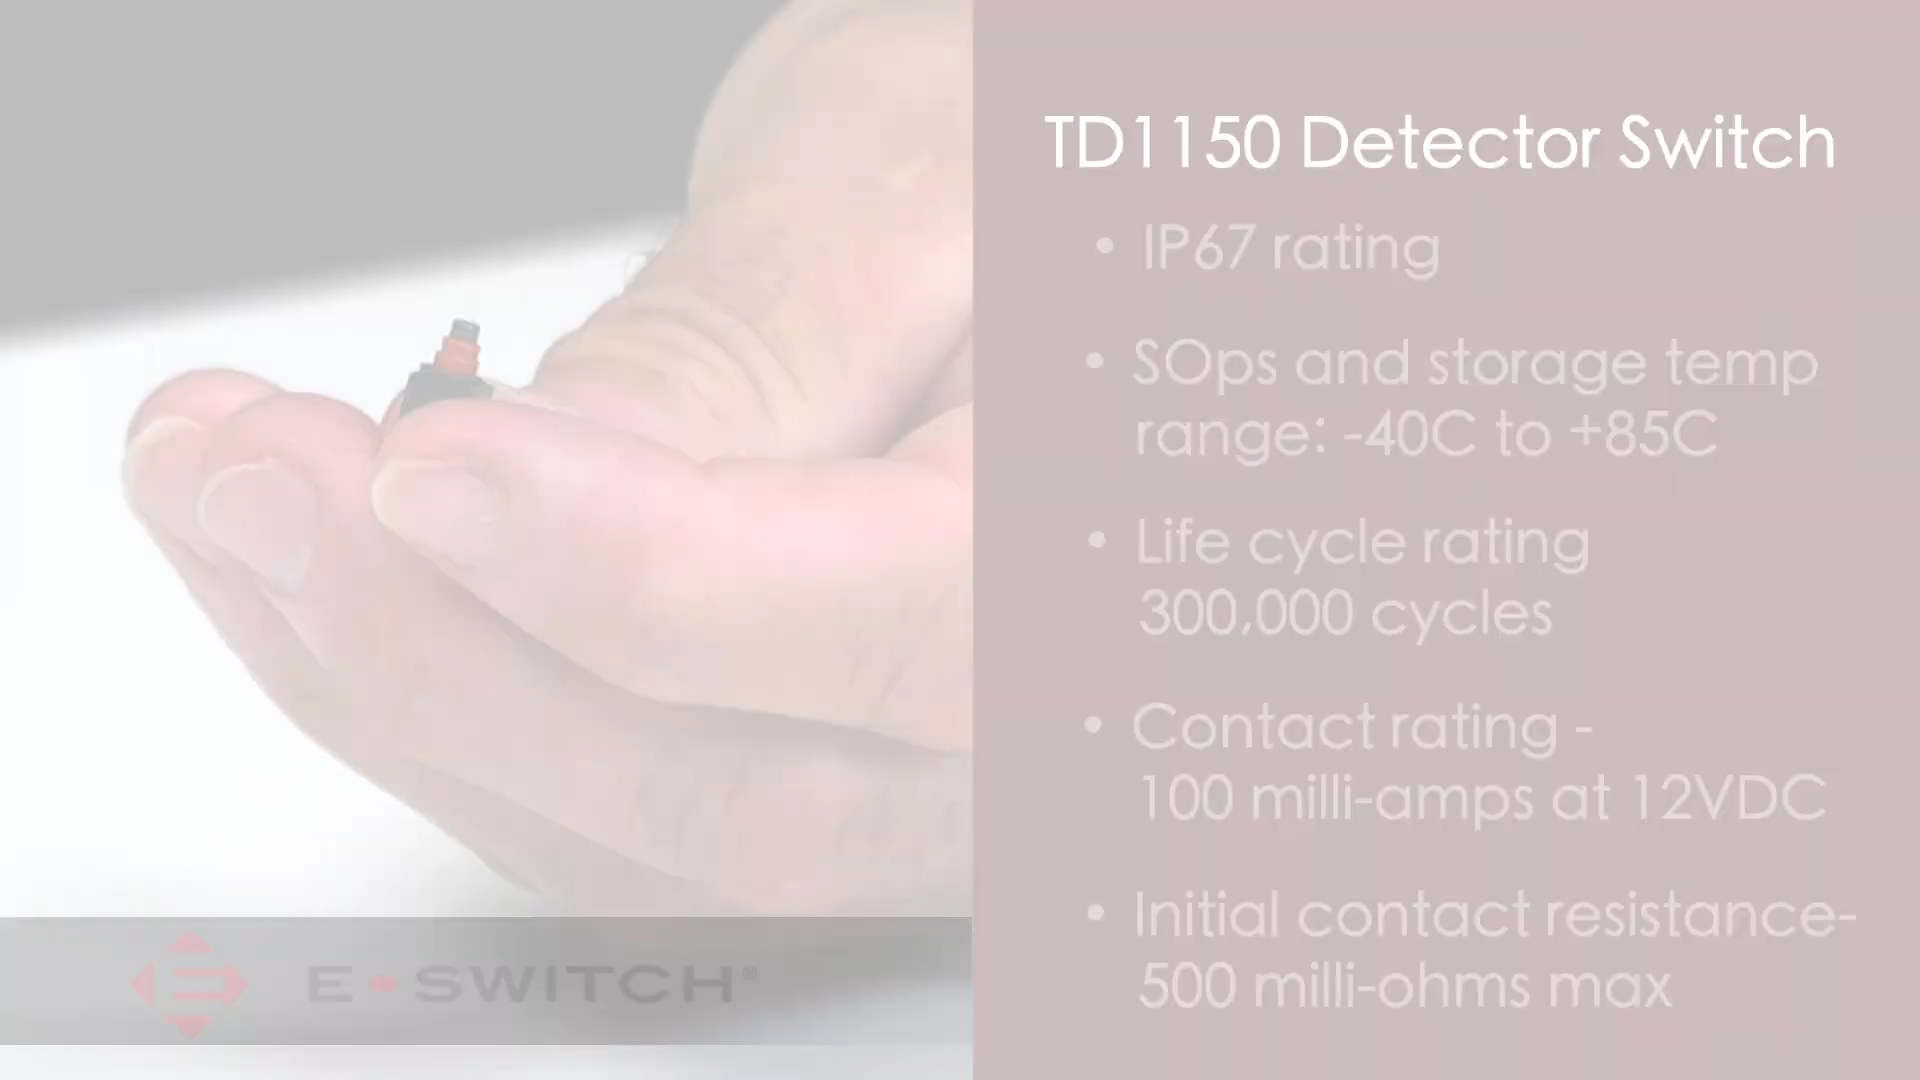 TD1150 Detector Switch
• IP67 rating
• SOps and storage temp
range: -40C to +85C
• Life cycle rating
300,000 cycles
• Contact rating -
100 milli-amps at 12VDC
• Initial contact resistance-
500 milli-ohms max
E•SWITCH®